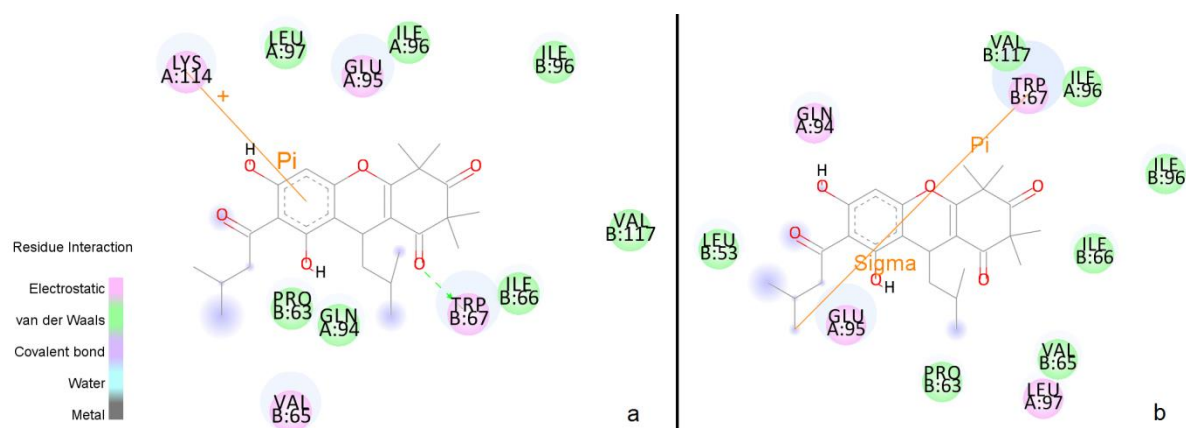 LEU
A:97
ILE
A:96
LYS
A:114
GLU
A:95
ILE
B:96
+
Pi
H
O
O
O
O
O
O
H
VAL
B:117
PRO
B:63
GLN
A:94
TRP
B:67
ILE
B:66
VAL
B:65
Residue Interaction
Electrostatic
van der Waals
Covalent bond
Water
Metal
a
VAL
B:117
TRP
B:67
ILE
A:96
GLN
A:94
Pi
ILE
B:96
H
O
O
O
O
O
O
H
LEU
B:53
Sigma
ILE
B:66
GLU
A:95
PRO
B:63
VAL
B:65
LEU
A:97
b